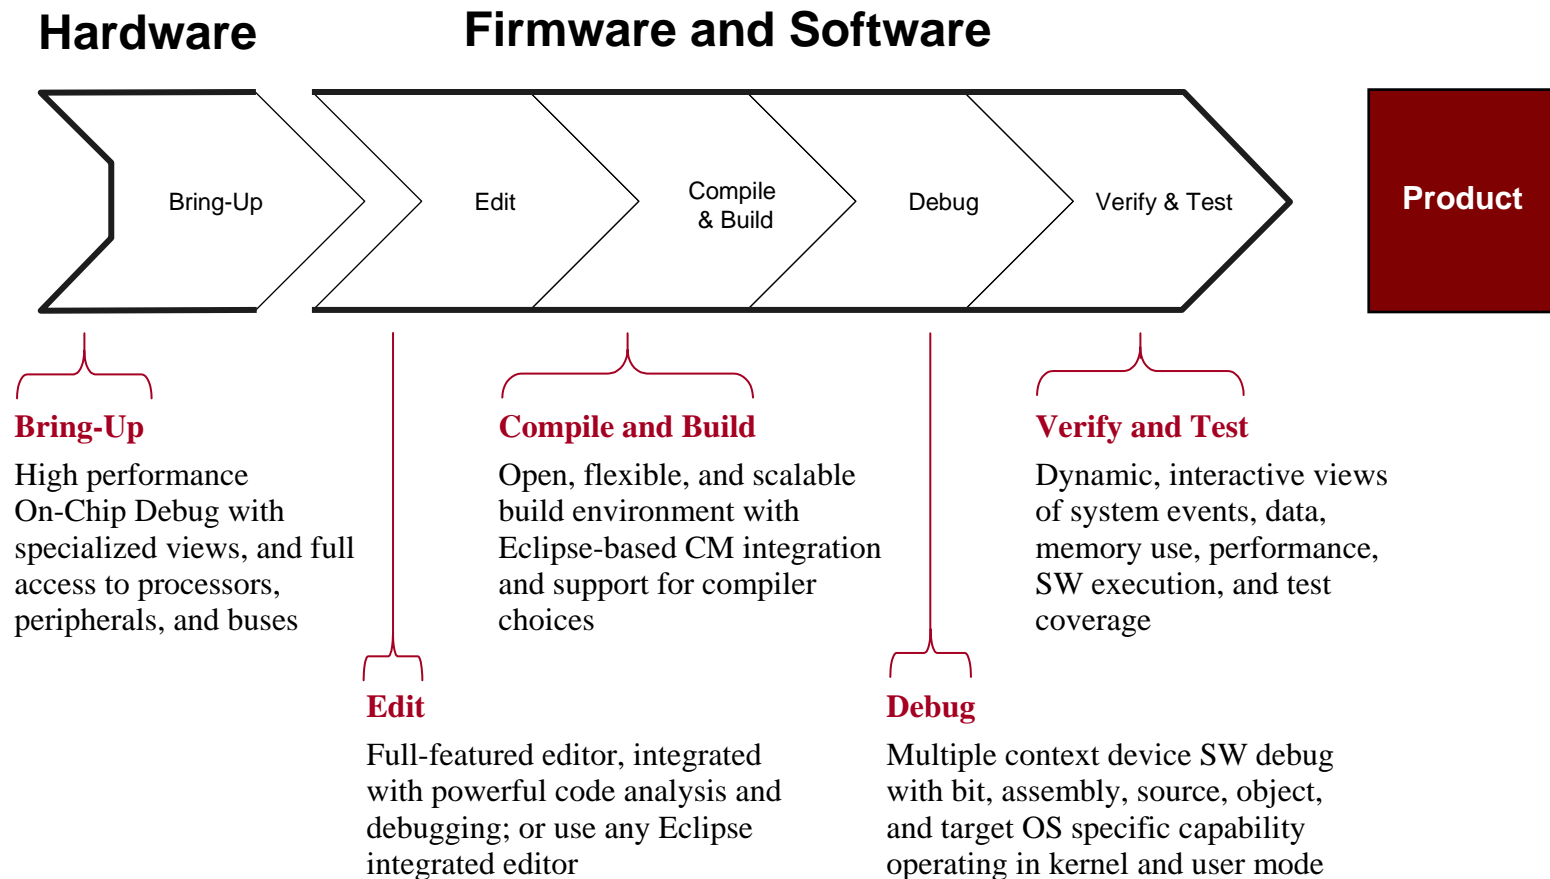 Hardware
Firmware and Software
Bring-Up
Edit
Compile
& Build
Debug
Verify & Test
Product
Bring-Up
High performance
On-Chip Debug with
specialized views, and full
access to processors,
peripherals, and buses
Compile and Build
Open, flexible, and scalable
build environment with
Eclipse-based CM integration
and support for compiler
choices
Verify and Test
Dynamic, interactive views
of system events, data,
memory use, performance,
SW execution, and test
coverage
Edit
Full-featured editor, integrated
with powerful code analysis and
debugging; or use any Eclipse
integrated editor
Debug
Multiple context device SW debug
with bit, assembly, source, object,
and target OS specific capability
operating in kernel and user mode